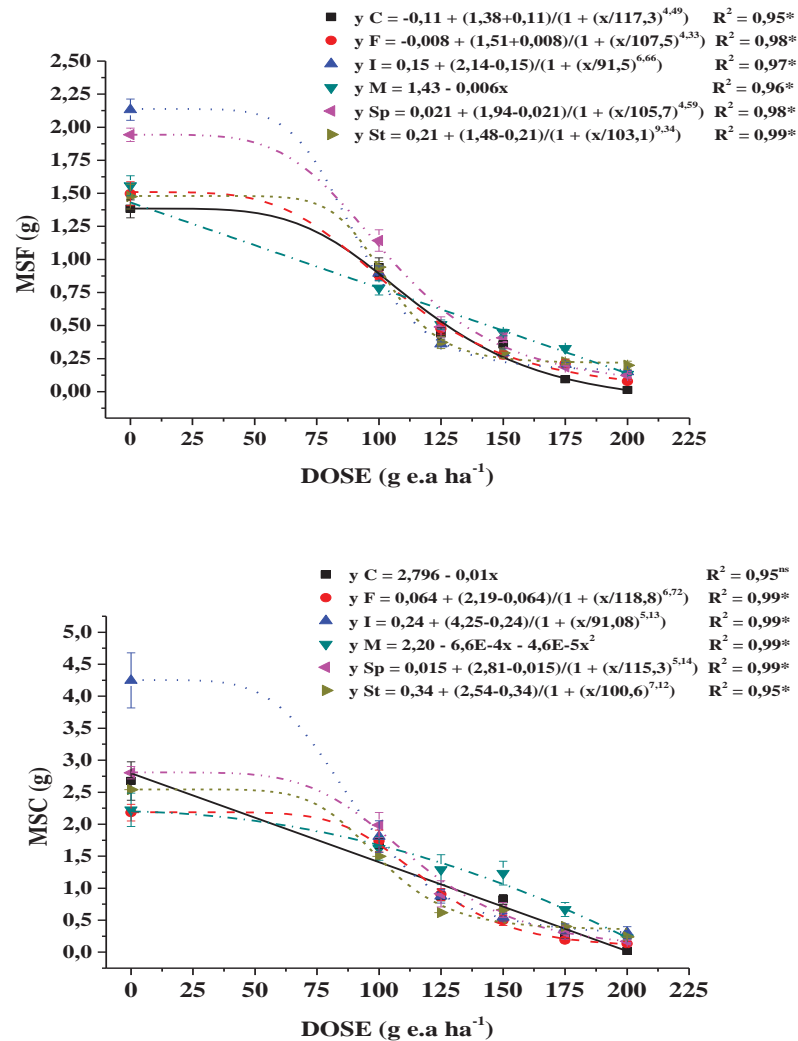 y C = -0,11 + (1,38+0,11)/(1 + (x/117,3)^4,49) R² = 0,95*
y F = -0,008 + (1,51+0,008)/(1 + (x/107,5)^4,33) R² = 0,98*
y I = 0,15 + (2,14-0,15)/(1 + (x/91,5)^6,66) R² = 0,97*
y M = 1,43 - 0,006x R² = 0,96*
y Sp = 0,021 + (1,94-0,021)/(1 + (x/105,7)^4,59) R² = 0,98*
y St = 0,21 + (1,48-0,21)/(1 + (x/103,1)^9,34) R² = 0,99*
2,50
2,25
2,00
1,75
1,50
1,25
1,00
0,75
0,50
0,25
0,00
MSF (g)
0 25 50 75 100 125 150 175 200 225
DOSE (g e.a ha⁻¹)
y C = 2,796 - 0,01x R² = 0,95ⁿˢ
y F = 0,064 + (2,19-0,064)/(1 + (x/118,8)^6,72) R² = 0,99*
y I = 0,24 + (4,25-0,24)/(1 + (x/91,08)^5,13) R² = 0,99*
y M = 2,20 - 6,6E-4x - 4,6E-5x² R² = 0,99*
y Sp = 0,015 + (2,81-0,015)/(1 + (x/115,3)^5,14) R² = 0,99*
y St = 0,34 + (2,54-0,34)/(1 + (x/100,6)^7,12) R² = 0,95*
5,0
4,5
4,0
3,5
3,0
2,5
2,0
1,5
1,0
0,5
0,0
MSC (g)
0 25 50 75 100 125 150 175 200 225
DOSE (g e.a ha⁻¹)